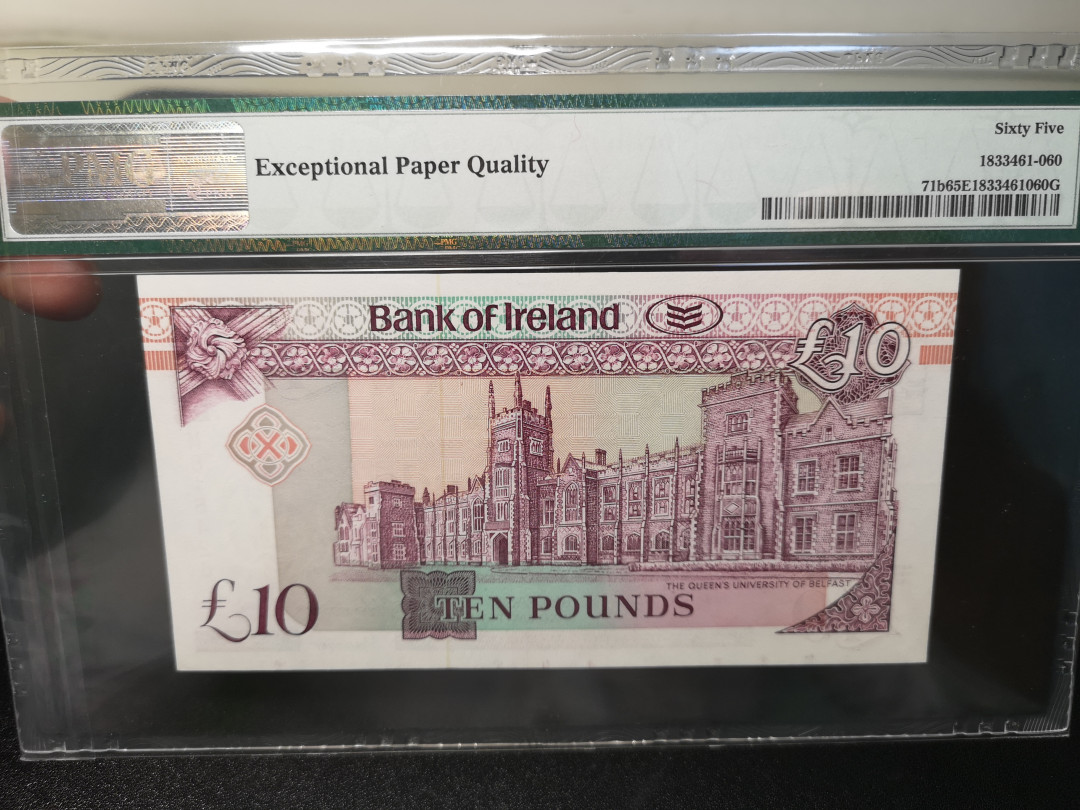 Sixty Five
Exceptional Paper Quality
1833461-060
71b65E1833461060G
PMG
Bank of Ireland
£10
THE QUEEN'S UNIVERSITY OF BELFAST
£10
TEN POUNDS